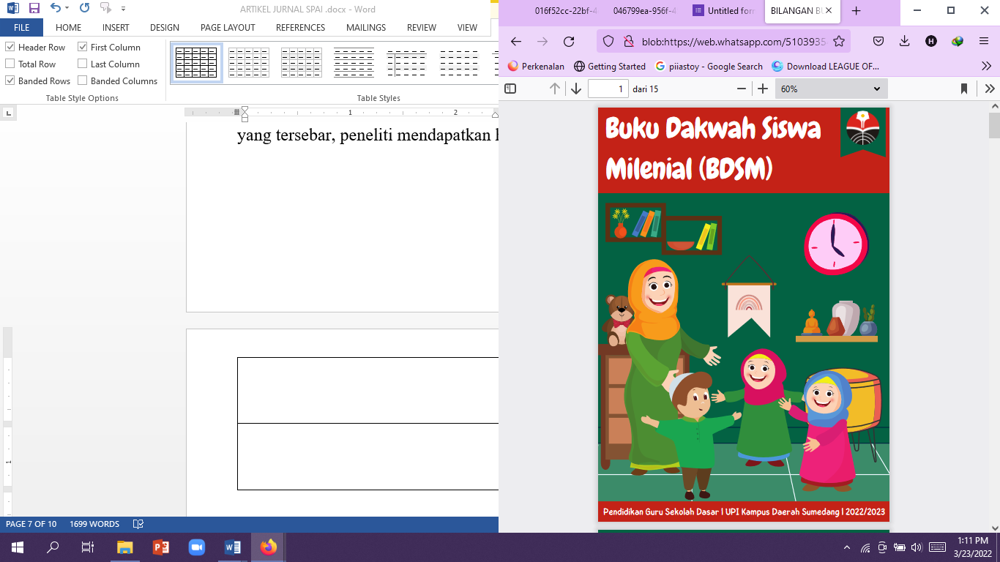 ARTIKEL JURNAL SPAI .docx - Word
FILE HOME INSERT DESIGN PAGE LAYOUT REFERENCES MAILINGS REVIEW VIEW
Header Row First Column
Total Row Last Column
Banded Rows Banded Columns
Table Style Options Table Styles
1 2
yang tersebar, peneliti mendapatkan h
1
PAGE 7 OF 10 1699 WORDS
016f52cc-22bf-4 046799ea-956f-4 Untitled form BILANGAN BU
blob:https://web.whatsapp.com/5103935
Perkenalan Getting Started piiastoy - Google Search Download LEAGUE OF...
1 dari 15 60%
Buku Dakwah Siswa
Milenial (BDSM)
Pendidikan Guru Sekolah Dasar | UPI Kampus Daerah Sumedang | 2022/2023
1:11 PM
3/23/2022